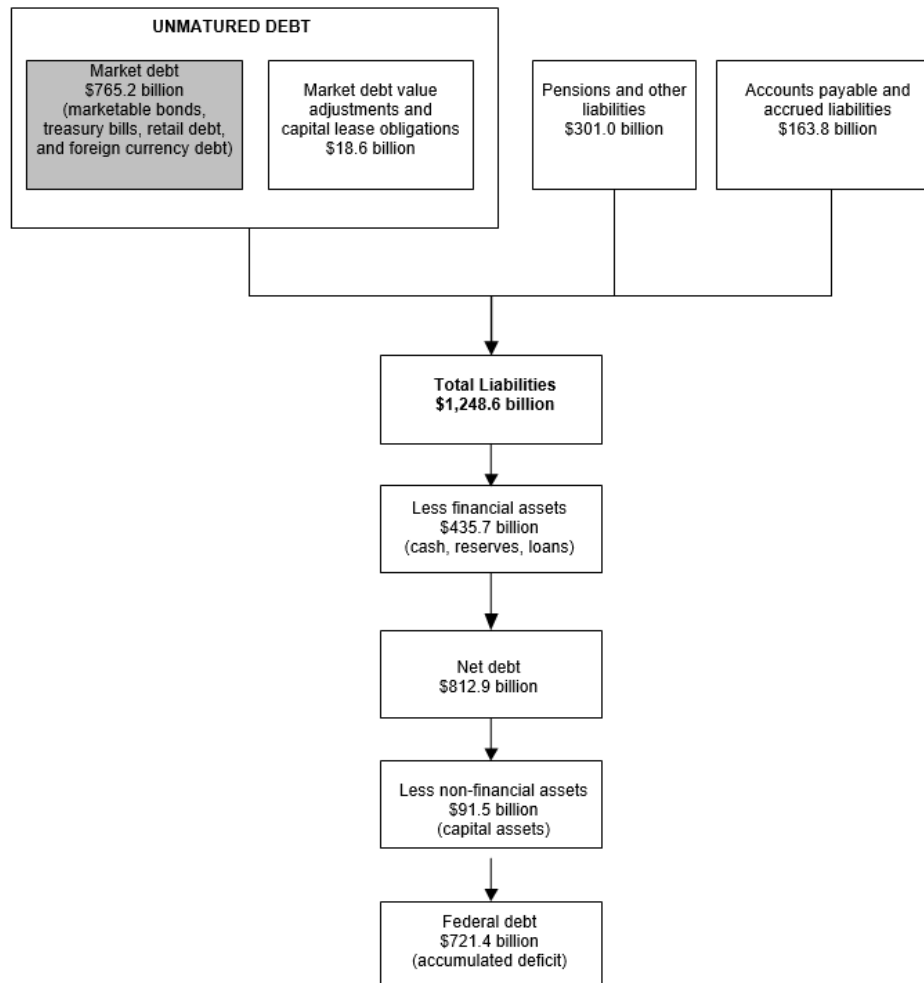 UNMATURED DEBT
Market debt
$765.2 billion
(marketable bonds,
treasury bills, retail debt,
and foreign currency debt)
Market debt value
adjustments and
capital lease obligations
$18.6 billion
Pensions and other
liabilities
$301.0 billion
Accounts payable and
accrued liabilities
$163.8 billion
Total Liabilities
$1,248.6 billion
Less financial assets
$435.7 billion
(cash, reserves, loans)
Net debt
$812.9 billion
Less non-financial assets
$91.5 billion
(capital assets)
Federal debt
$721.4 billion
(accumulated deficit)